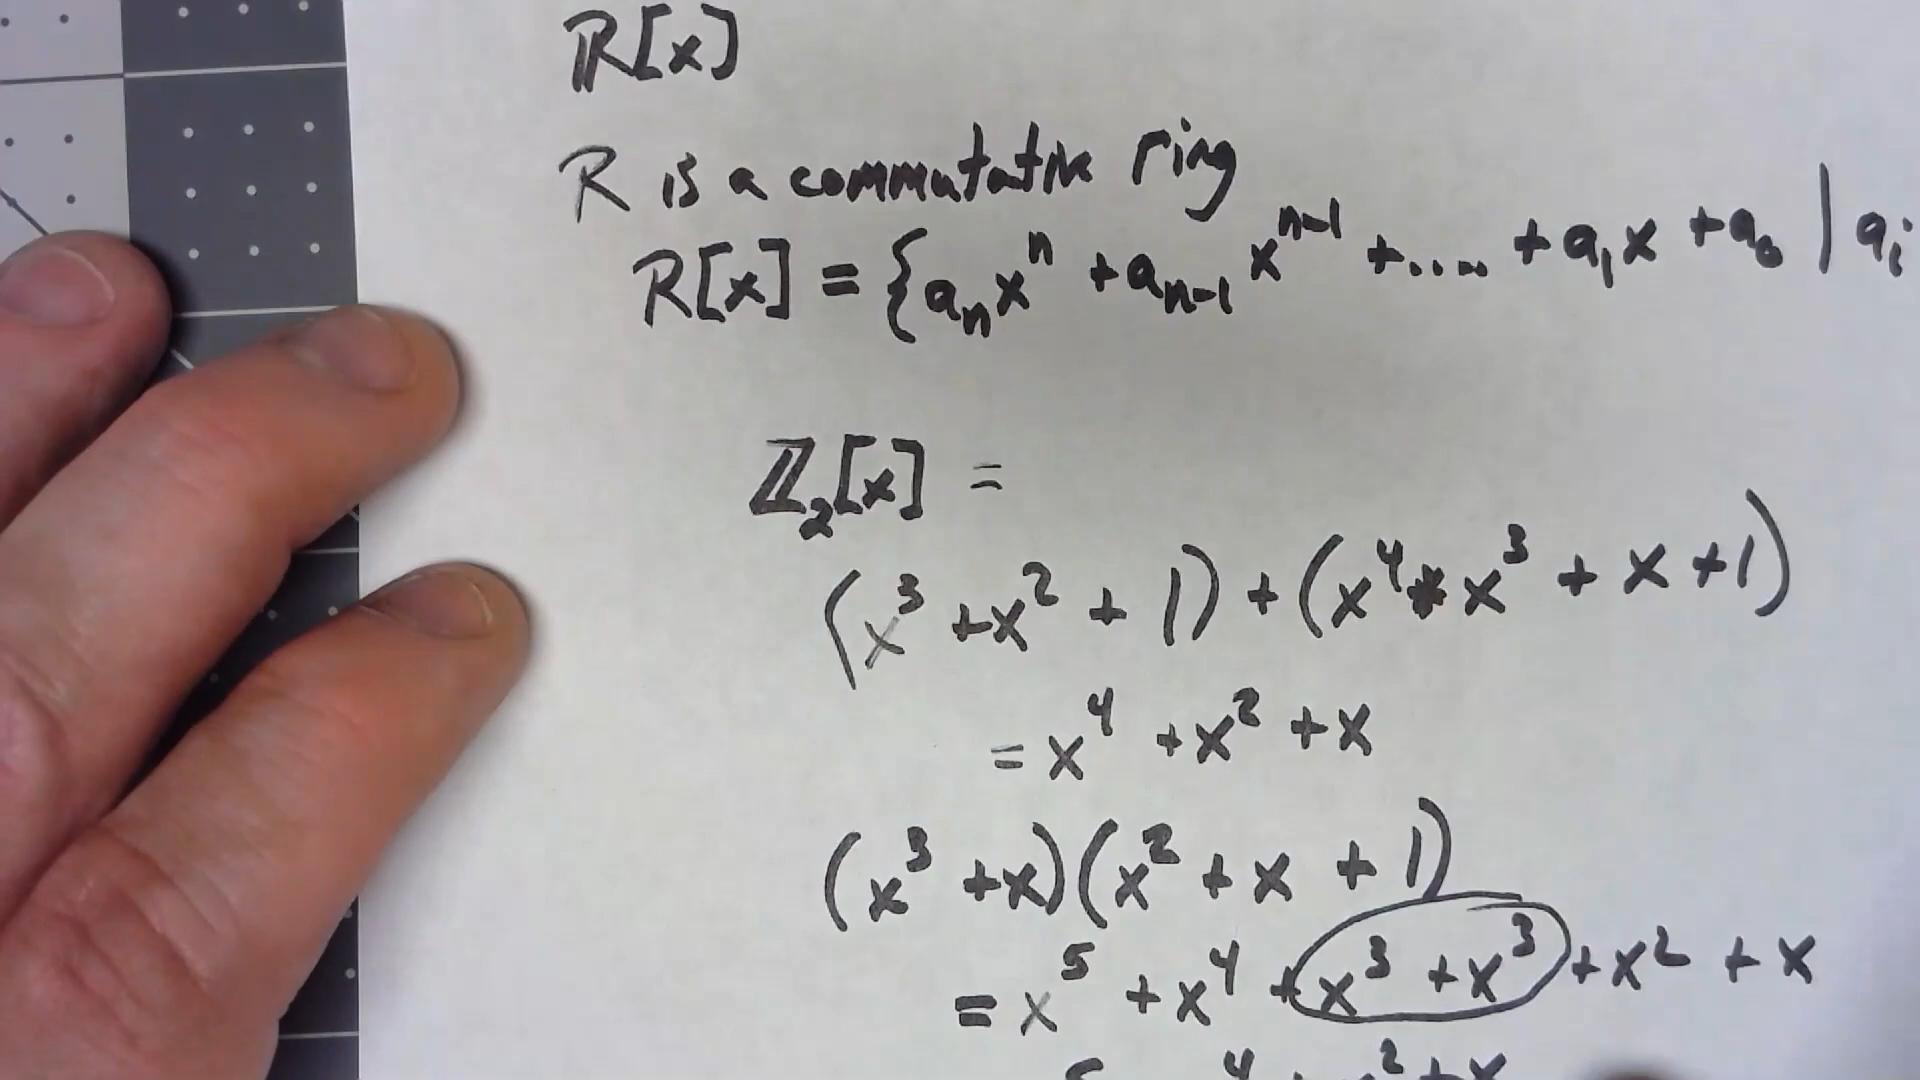 ℝ[x]
R is a commutative ring
R[x] = {aₙxⁿ + aₙ₋₁xⁿ⁻¹ + ..... + a₁x + a₀ | aᵢ
ℤ₂[x] =
(x³ + x² + 1) + (x⁴ + x³ + x + 1)
= x⁴ + x² + x
(x³ + x)(x² + x + 1)
= x⁵ + x⁴ + x³ + x³ + x² + x